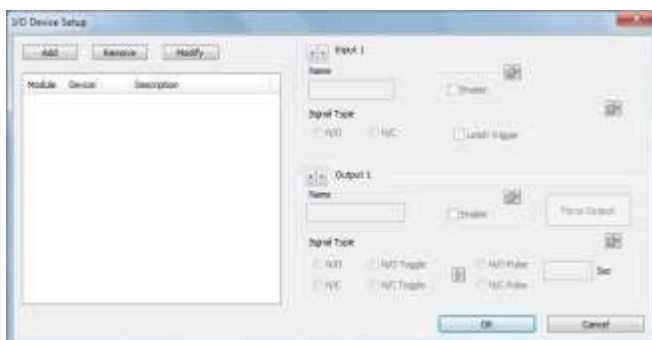 I/O Device Setup
Add Remove Modify
Module Device Description
Input 1
Name
Enable
Signal Type
N/O N/C Latch Trigger
Output 1
Name
Enable Force Output
Signal Type
N/O N/O Toggle N/O Pulse Sec
N/C N/C Toggle N/C Pulse
OK Cancel